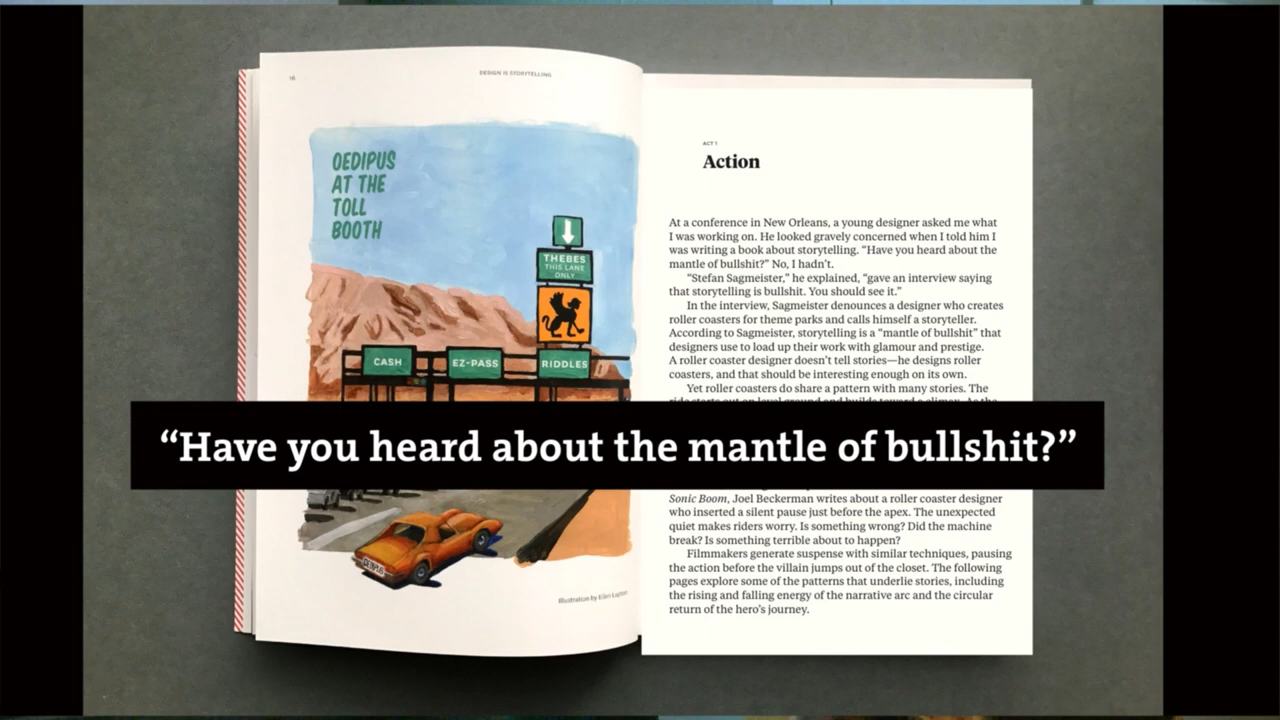 16
DESIGN IS STORYTELLING
OEDIPUS
AT THE
TOLL
BOOTH
THEBES
THIS LANE
ONLY
CASH
EZ-PASS
RIDDLES
OEDIPUS
Illustration by Ellen Lupton
ACT 1
Action
At a conference in New Orleans, a young designer asked me what
I was working on. He looked gravely concerned when I told him I
was writing a book about storytelling. “Have you heard about the
mantle of bullshit?” No, I hadn’t.
“Stefan Sagmeister,” he explained, “gave an interview saying
that storytelling is bullshit. You should see it.”
In the interview, Sagmeister denounces a designer who creates
roller coasters for theme parks and calls himself a storyteller.
According to Sagmeister, storytelling is a “mantle of bullshit” that
designers use to load up their work with glamour and prestige.
A roller coaster designer doesn’t tell stories—he designs roller
coasters, and that should be interesting enough on its own.
Yet roller coasters do share a pattern with many stories. The
“Have you heard about the mantle of bullshit?”
Sonic Boom, Joel Beckerman writes about a roller coaster designer
who inserted a silent pause just before the apex. The unexpected
quiet makes riders worry. Is something wrong? Did the machine
break? Is something terrible about to happen?
Filmmakers generate suspense with similar techniques, pausing
the action before the villain jumps out of the closet. The following
pages explore some of the patterns that underlie stories, including
the rising and falling energy of the narrative arc and the circular
return of the hero’s journey.